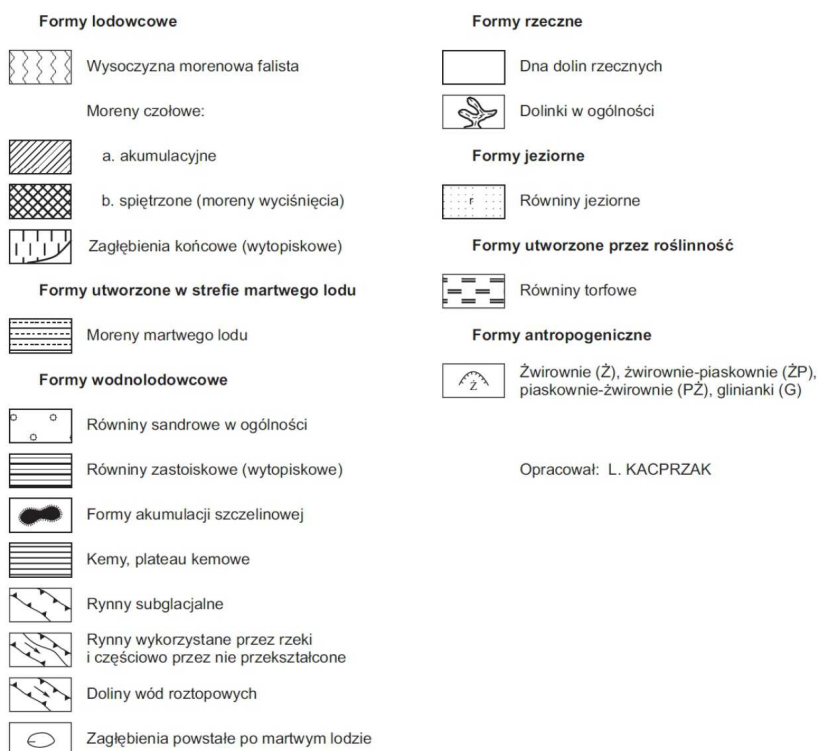 Formy lodowcowe
Wysoczyzna morenowa falista
Moreny czołowe:
a. akumulacyjne
b. spiętrzone (moreny wyciśnięcia)
Zagłębienia końcowe (wytopiskowe)
Formy utworzone w strefie martwego lodu
Moreny martwego lodu
Formy wodnolodowcowe
Równiny sandrowe w ogólności
Równiny zastoiskowe (wytopiskowe)
Formy akumulacji szczelinowej
Kemy, plateau kemowe
Rynny subglacjalne
Rynny wykorzystane przez rzeki
i częściowo przez nie przekształcone
Doliny wód roztopowych
Zagłębienia powstałe po martwym lodzie
Formy rzeczne
Dna dolin rzecznych
Dolinki w ogólności
Formy jeziorne
r
Równiny jeziorne
Formy utworzone przez roślinność
Równiny torfowe
Formy antropogeniczne
Ż
Żwirownie (Ż), żwirownie-piaskownie (ŻP),
piaskownie-żwirownie (PŻ), glinianki (G)
Opracował: L. KACPRZAK